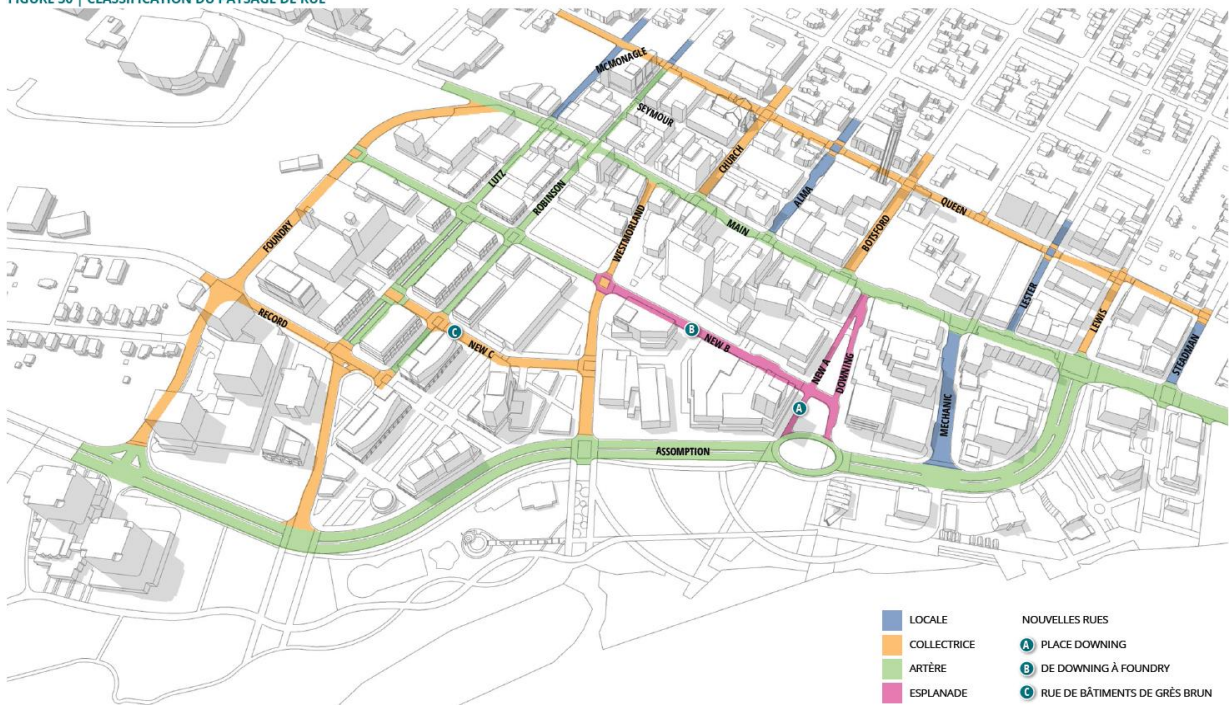 FIGURE 30 | CLASSIFICATION DU PAYSAGE DE RUE
MCMONAGLE
SEYMOUR
CHURCH
LUTZ
ROBINSON
ALMA
QUEEN
WESTMORLAND
MAIN
BOTSFORD
FOUNDRY
LESTER
LEWIS
RECORD
C
NEW C
B
NEW B
NEW A
DOWNING
STEADMAN
A
MECHANIC
ASSOMPTION
LOCALE
COLLECTRICE
ARTÈRE
ESPLANADE
NOUVELLES RUES
A PLACE DOWNING
B DE DOWNING À FOUNDRY
C RUE DE BÂTIMENTS DE GRÈS BRUN